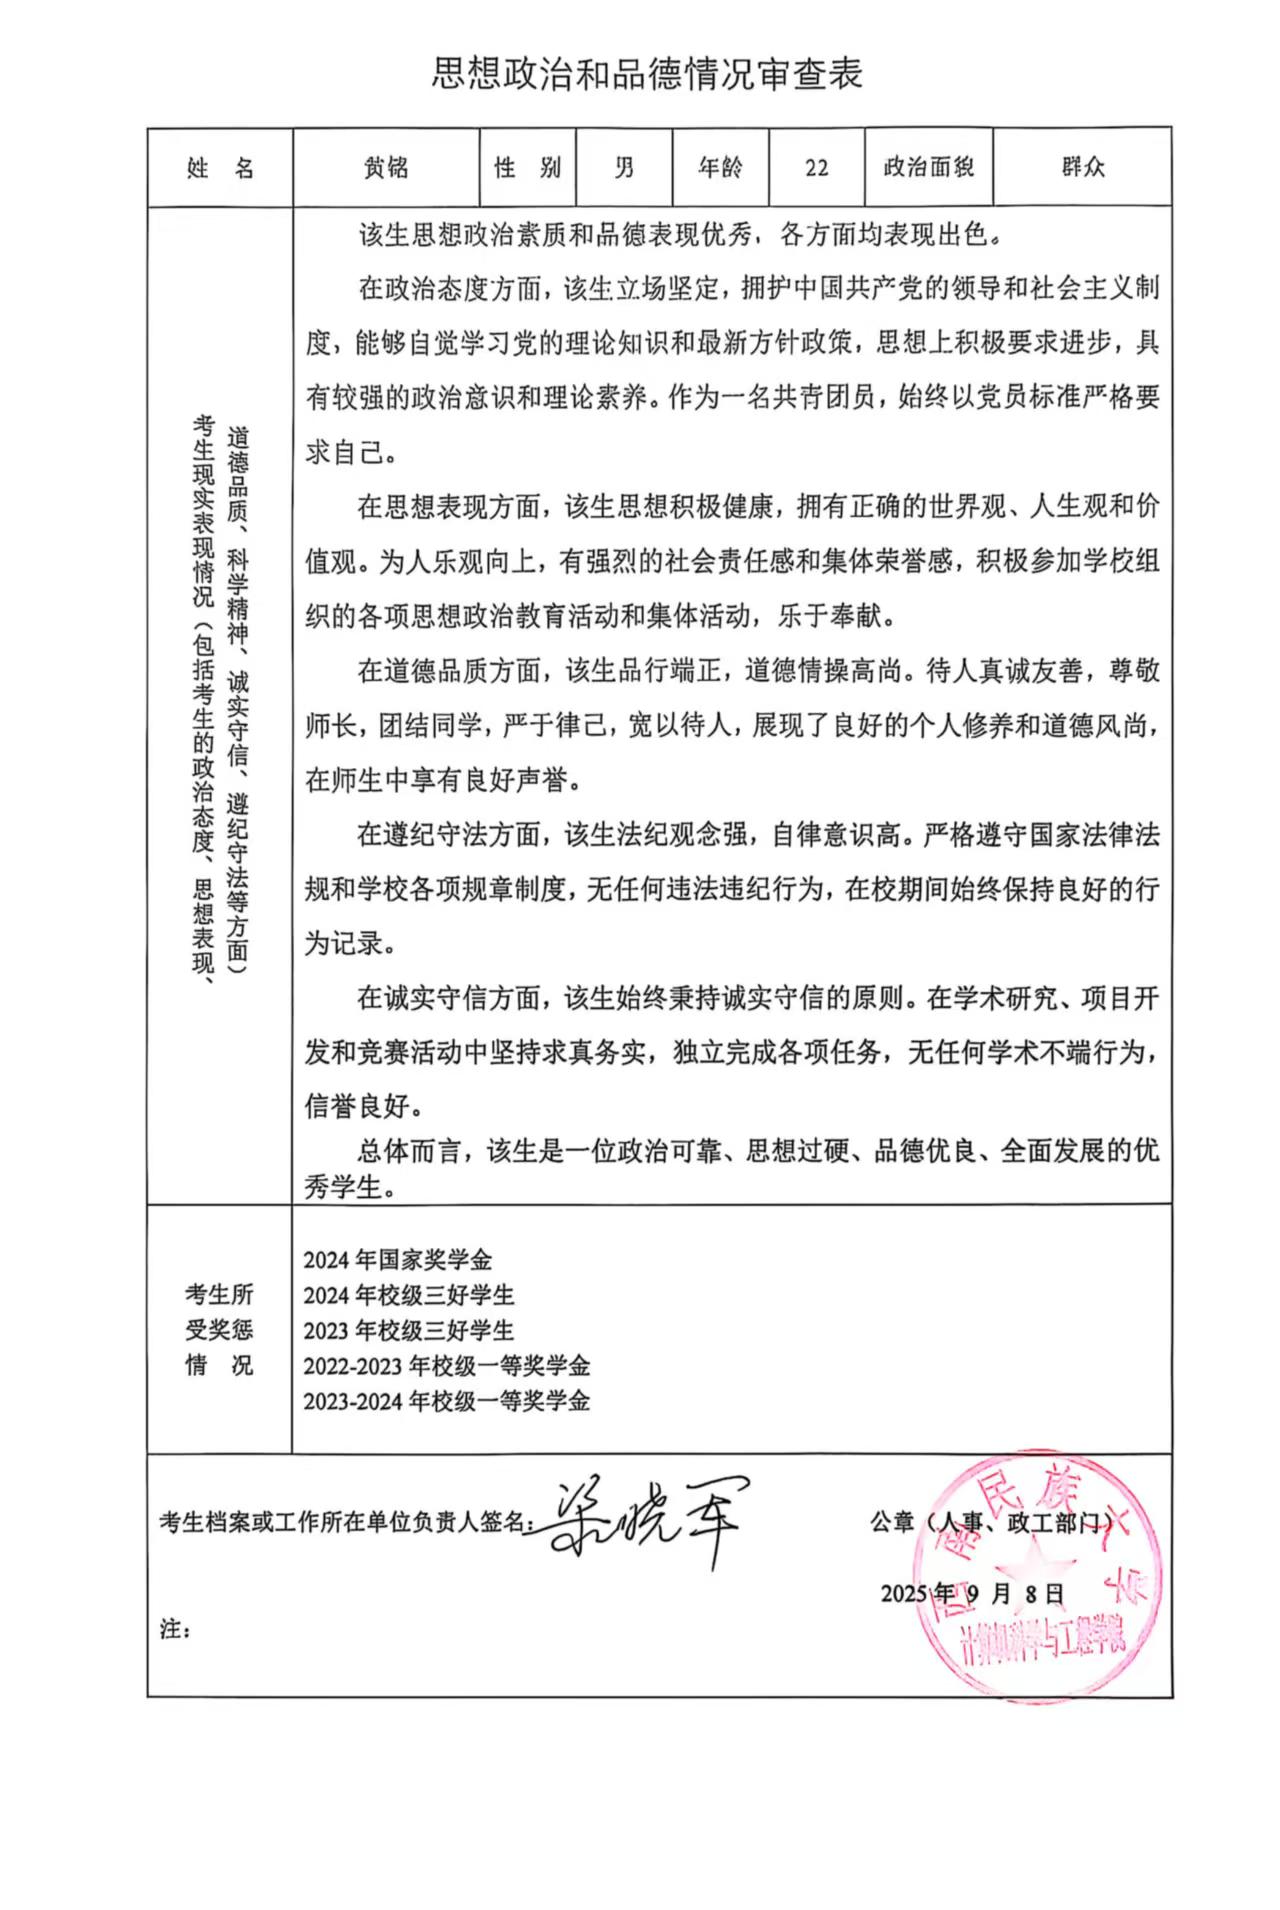 思想政治和品德情况审查表
姓 名 黄铭 性 别 男 年龄 22 政治面貌 群众
考生现实表现情况（包括考生的政治态度、思想表现、
道德品质、科学精神、诚实守信、遵纪守法等方面）
该生思想政治素质和品德表现优秀，各方面均表现出色。
在政治态度方面，该生立场坚定，拥护中国共产党的领导和社会主义制
度，能够自觉学习党的理论知识和最新方针政策，思想上积极要求进步，具
有较强的政治意识和理论素养。作为一名共青团员，始终以党员标准严格要
求自己。
在思想表现方面，该生思想积极健康，拥有正确的世界观、人生观和价
值观。为人乐观向上，有强烈的社会责任感和集体荣誉感，积极参加学校组
织的各项思想政治教育活动和集体活动，乐于奉献。
在道德品质方面，该生品行端正，道德情操高尚。待人真诚友善，尊敬
师长，团结同学，严于律己，宽以待人，展现了良好的个人修养和道德风尚，
在师生中享有良好声誉。
在遵纪守法方面，该生法纪观念强，自律意识高。严格遵守国家法律法
规和学校各项规章制度，无任何违法违纪行为，在校期间始终保持良好的行
为记录。
在诚实守信方面，该生始终秉持诚实守信的原则。在学术研究、项目开
发和竞赛活动中坚持求真务实，独立完成各项任务，无任何学术不端行为，
信誉良好。
总体而言，该生是一位政治可靠、思想过硬、品德优良、全面发展的优
秀学生。
考生所
受奖惩
情 况
2024 年国家奖学金
2024 年校级三好学生
2023 年校级三好学生
2022-2023 年校级一等奖学金
2023-2024 年校级一等奖学金
考生档案或工作所在单位负责人签名：梁晓军
公章（人事、政工部门）
2025 年 9 月 8 日
注：
西南民族大学
计算机科学与工程学院